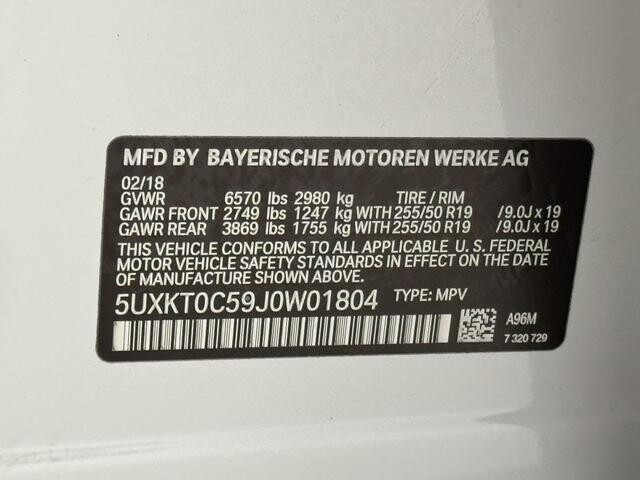 MFD BY BAYERISCHE MOTOREN WERKE AG
02/18
GVWR 6570 lbs 2980 kg TIRE / RIM
GAWR FRONT 2749 lbs 1247 kg WITH 255/50 R19 /9.0J x 19
GAWR REAR 3869 lbs 1755 kg WITH 255/50 R19 /9.0J x 19
THIS VEHICLE CONFORMS TO ALL APPLICABLE U.S. FEDERAL
MOTOR VEHICLE SAFETY STANDARDS IN EFFECT ON THE DATE
OF MANUFACTURE SHOWN ABOVE.
5UXKT0C59J0W01804 TYPE: MPV
A96M
7 320 729